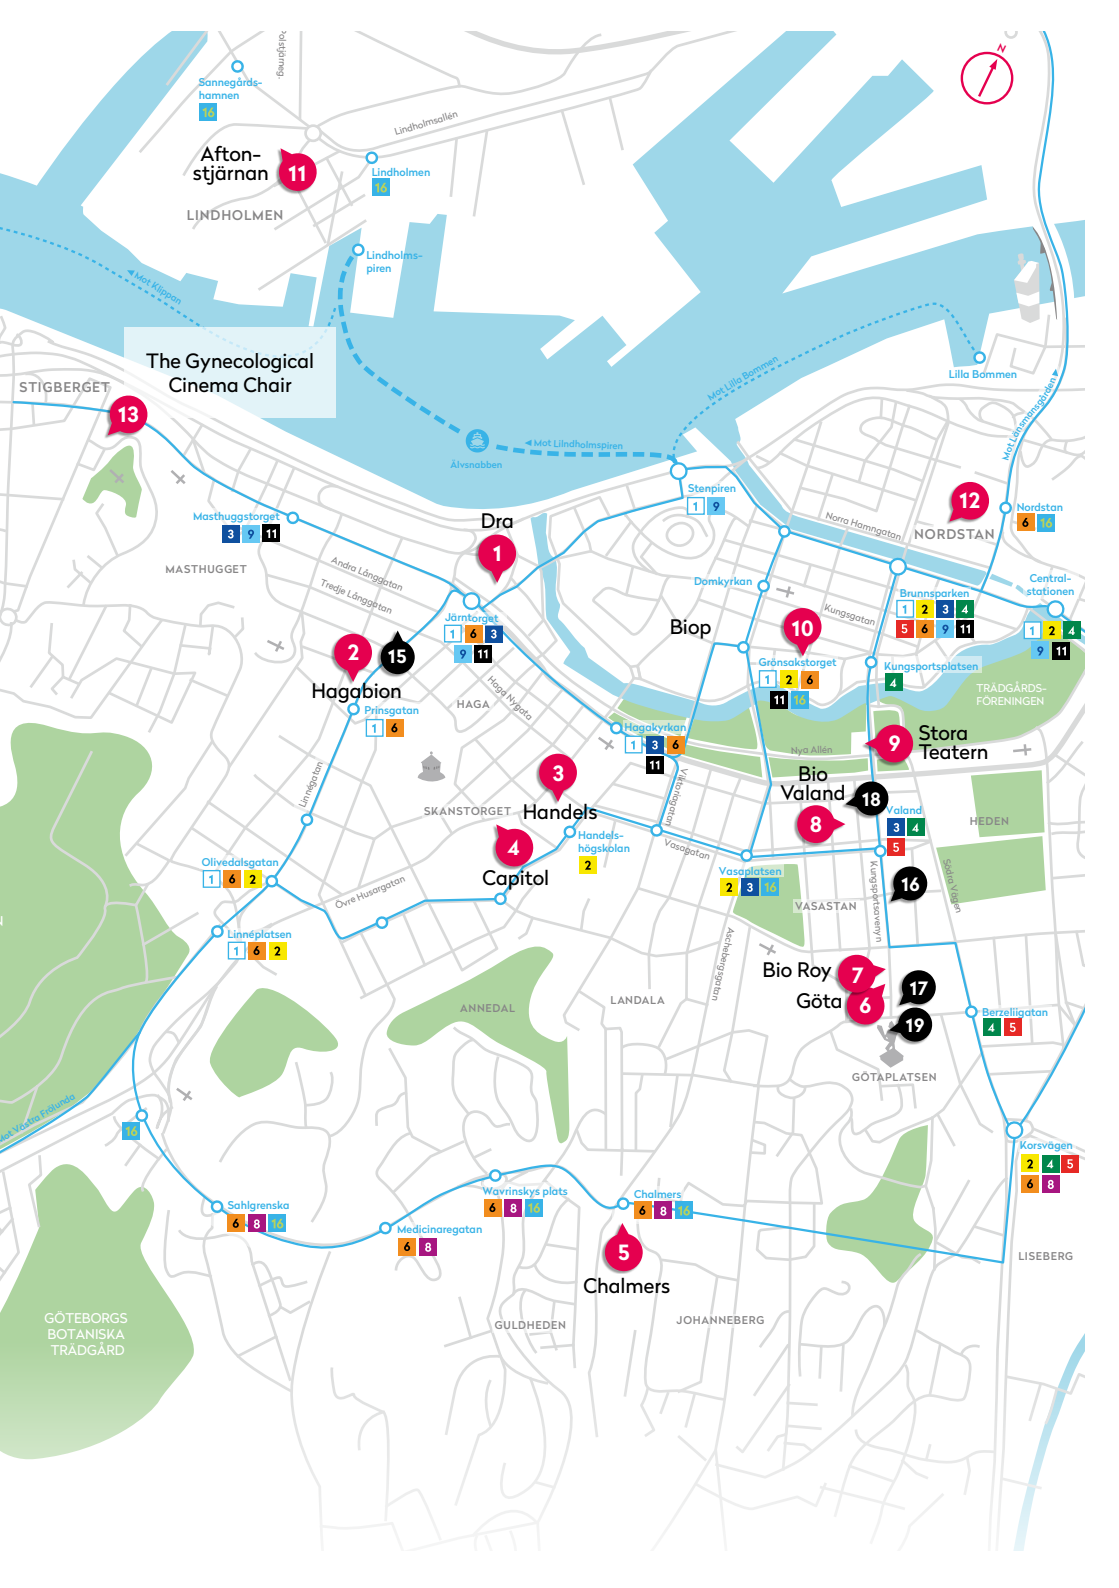 Polstjärneg.
N
Sannegårds-
hamnen
16
Lindholmsallén
Afton-
stjärnan
11
Lindholmen
16
LINDHOLMEN
Lindholms-
piren
Mot Klippan
The Gynecological
Cinema Chair
STIGBERGET
13
Mot Lilla Bommen
Lilla Bommen
Mot Länsmansgården
Mot Lilndholmspiren
Älvsnabben
Stenpiren
1 9
12
NORDSTAN
Nordstan
6 16
Norra Hamngatan
Masthuggstorget
3 9 11
MASTHUGGET
Dra
1
Andra Långgatan
Tredje Långgatan
Järntorget
1 6 3
9 11
Domkyrkan
Brunnsparken
1 2 3 4
5 6 9 11
Central-
stationen
1 2 4
9 11
Kungsgatan
Biop
10
Grönsakstorget
1 2 6
11 16
Kungsportsplatsen
4
TRÄDGÅRDS-
FÖRENINGEN
2
15
Hagabion
Prinsgatan
1 6
HAGA
Haga Nygata
Hagakyrkan
1 3 6
11
Nya Allén
9
Stora
Teatern
Linnégatan
3
Handels
SKANSTORGET
4
Capitol
Handels-
högskolan
2
Viktoriagatan
Vasagatan
Bio
Valand
8
18
Valand
3 4
5
HEDEN
Vasaplatsen
2 3 16
VASASTAN
Kungsportsavenyn
Södra Vägen
16
Olivedalsgatan
1 6 2
Övre Husargatan
Linnéplatsen
1 6 2
Aschebergsgatan
Bio Roy
7
Göta
6
17
19
GÖTAPLATSEN
Berzeliigatan
4 5
ANNEDAL
LANDALA
Mot Västra Frölunda
16
Korsvägen
2 4 5
6 8
Sahlgrenska
6 8 16
Medicinaregatan
6 8
Wavrinskys plats
6 8 16
Chalmers
6 8 16
5
Chalmers
LISEBERG
GÖTEBORGS
BOTANISKA
TRÄDGÅRD
GULDHEDEN
JOHANNEBERG